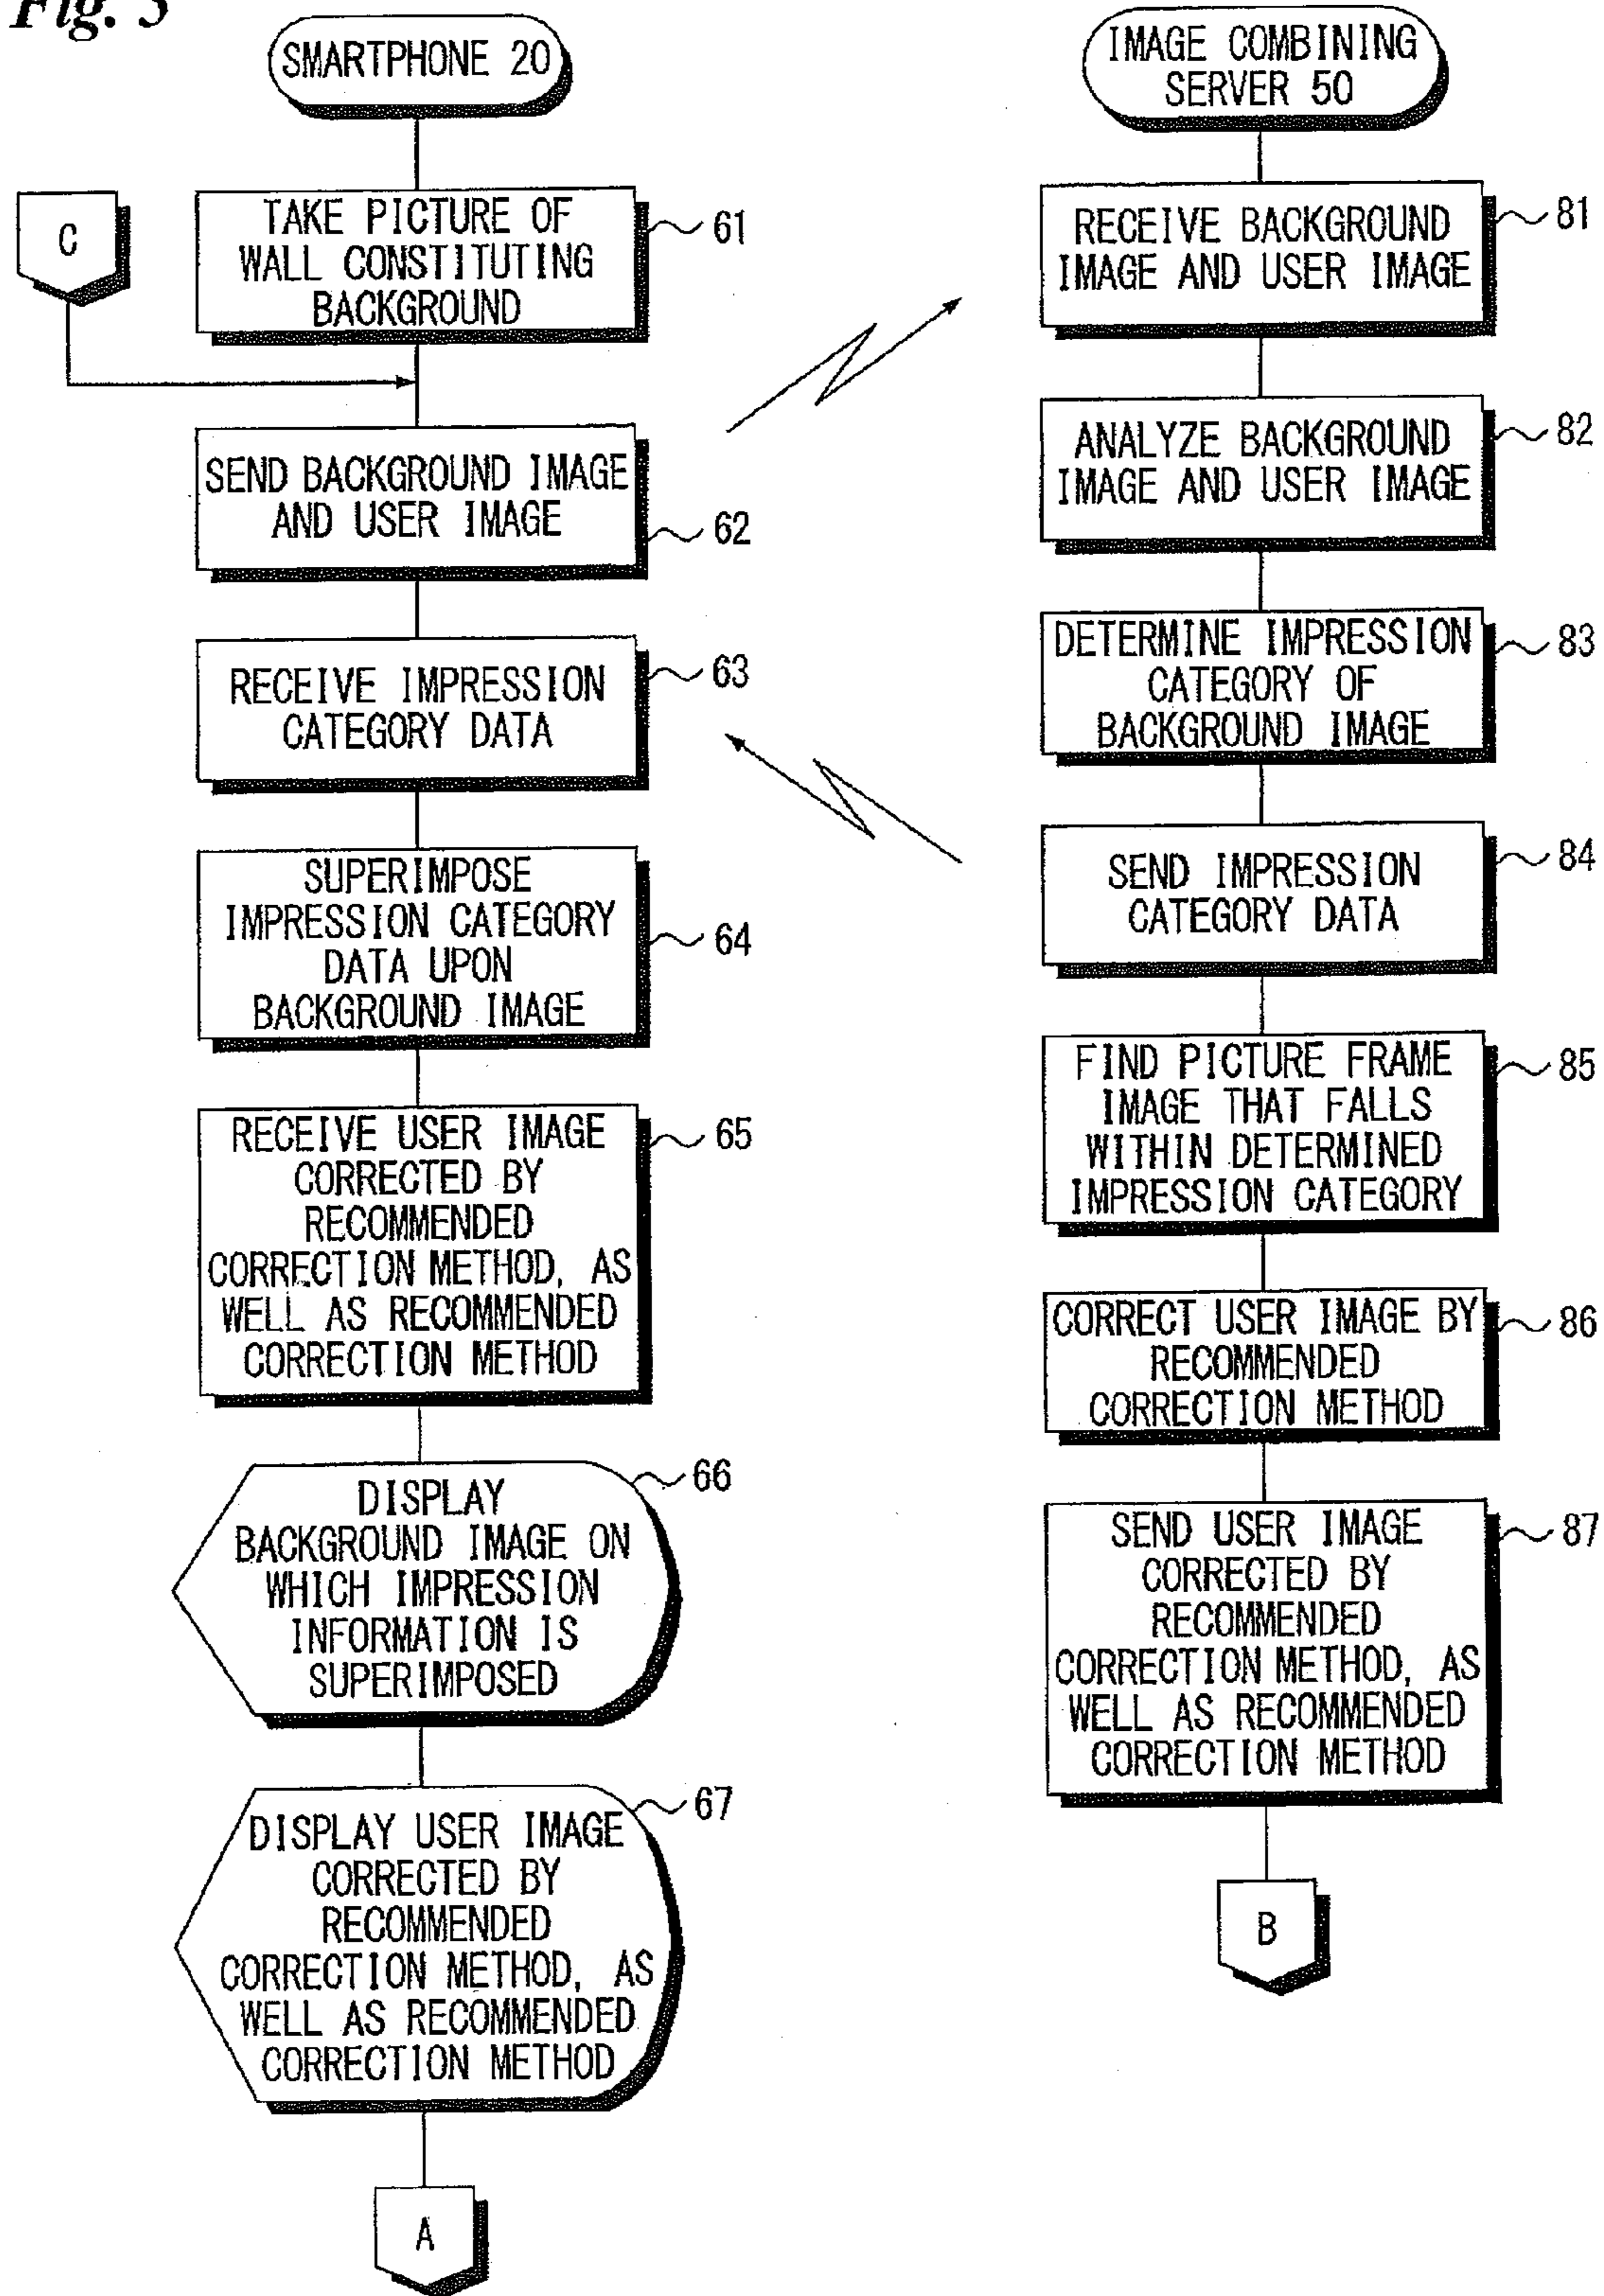 Fig. 3
SMARTPHONE 20
C
TAKE PICTURE OF
WALL CONSTITUTING
BACKGROUND
61
SEND BACKGROUND IMAGE
AND USER IMAGE
62
RECEIVE IMPRESSION
CATEGORY DATA
63
SUPERIMPOSE
IMPRESSION CATEGORY
DATA UPON
BACKGROUND IMAGE
64
RECEIVE USER IMAGE
CORRECTED BY
RECOMMENDED
CORRECTION METHOD, AS
WELL AS RECOMMENDED
CORRECTION METHOD
65
DISPLAY
BACKGROUND IMAGE ON
WHICH IMPRESSION
INFORMATION IS
SUPERIMPOSED
66
DISPLAY USER IMAGE
CORRECTED BY
RECOMMENDED
CORRECTION METHOD, AS
WELL AS RECOMMENDED
CORRECTION METHOD
67
A
IMAGE COMBINING
SERVER 50
RECEIVE BACKGROUND
IMAGE AND USER IMAGE
81
ANALYZE BACKGROUND
IMAGE AND USER IMAGE
82
DETERMINE IMPRESSION
CATEGORY OF
BACKGROUND IMAGE
83
SEND IMPRESSION
CATEGORY DATA
84
FIND PICTURE FRAME
IMAGE THAT FALLS
WITHIN DETERMINED
IMPRESSION CATEGORY
85
CORRECT USER IMAGE BY
RECOMMENDED
CORRECTION METHOD
86
SEND USER IMAGE
CORRECTED BY
RECOMMENDED
CORRECTION METHOD, AS
WELL AS RECOMMENDED
CORRECTION METHOD
87
B